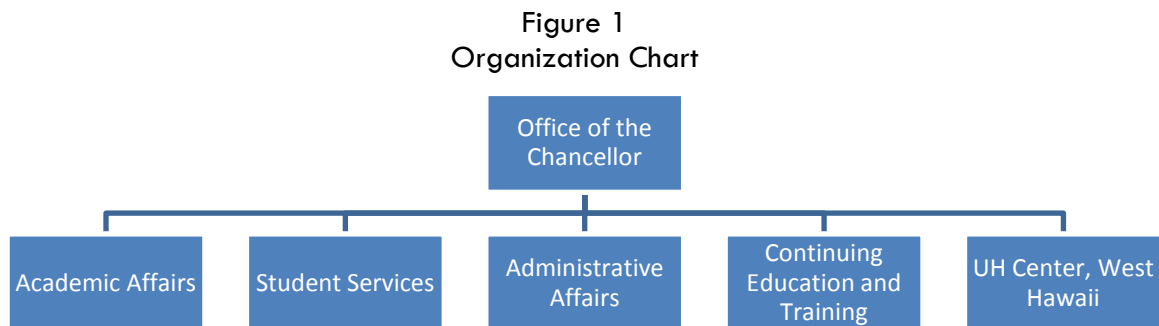 Figure 1
Organization Chart
Office of the
Chancellor
Academic Affairs
Student Services
Administrative
Affairs
Continuing
Education and
Training
UH Center, West
Hawaii